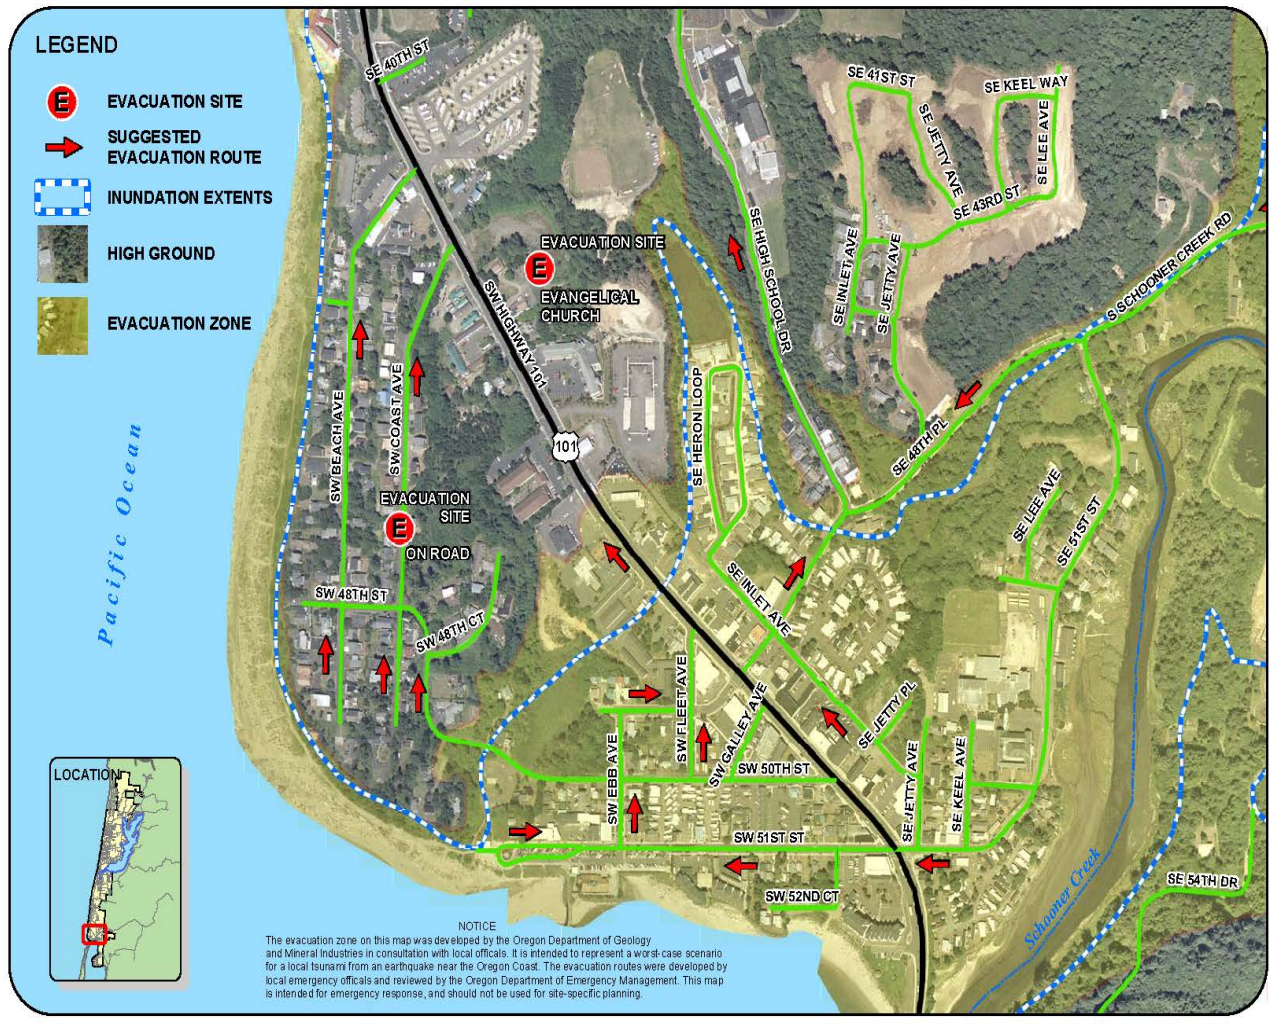 LEGEND
E
EVACUATION SITE
SUGGESTED
EVACUATION ROUTE
INUNDATION EXTENTS
HIGH GROUND
EVACUATION ZONE
SE 40TH ST
SE 41ST ST
SE KEEL WAY
SE JETTY AVE
SE LEE AVE
SE 43RD ST
SE HIGH SCHOOL DR
SE INLET AVE
SE JETTY AVE
S SCHOONER CREEK RD
EVACUATION SITE
E
EVANGELICAL
CHURCH
SW HIGHWAY 101
101
SW BEACH AVE
SW COAST AVE
SE HERON LOOP
SE 48TH PL
EVACUATION
SITE
E
ON ROAD
SE LEE AVE
SE 51ST ST
Pacific Ocean
SW 48TH ST
SW 48TH CT
SE INLET AVE
SW FLEET AVE
SW GALLEY AVE
SE JETTY PL
SW EBB AVE
SW 50TH ST
SE JETTY AVE
SE KEEL AVE
SW 51ST ST
SW 52ND CT
SE 54TH DR
Schooner Creek
LOCATION
NOTICE
The evacuation zone on this map was developed by the Oregon Department of Geology
and Mineral Industries in consultation with local officals. It is intended to represent a worst-case scenario
for a local tsunami from an earthquake near the Oregon Coast. The evacuation routes were developed by
local emergency officals and reviewed by the Oregon Department of Emergency Management. This map
is intended for emergency response, and should not be used for site-specific planning.